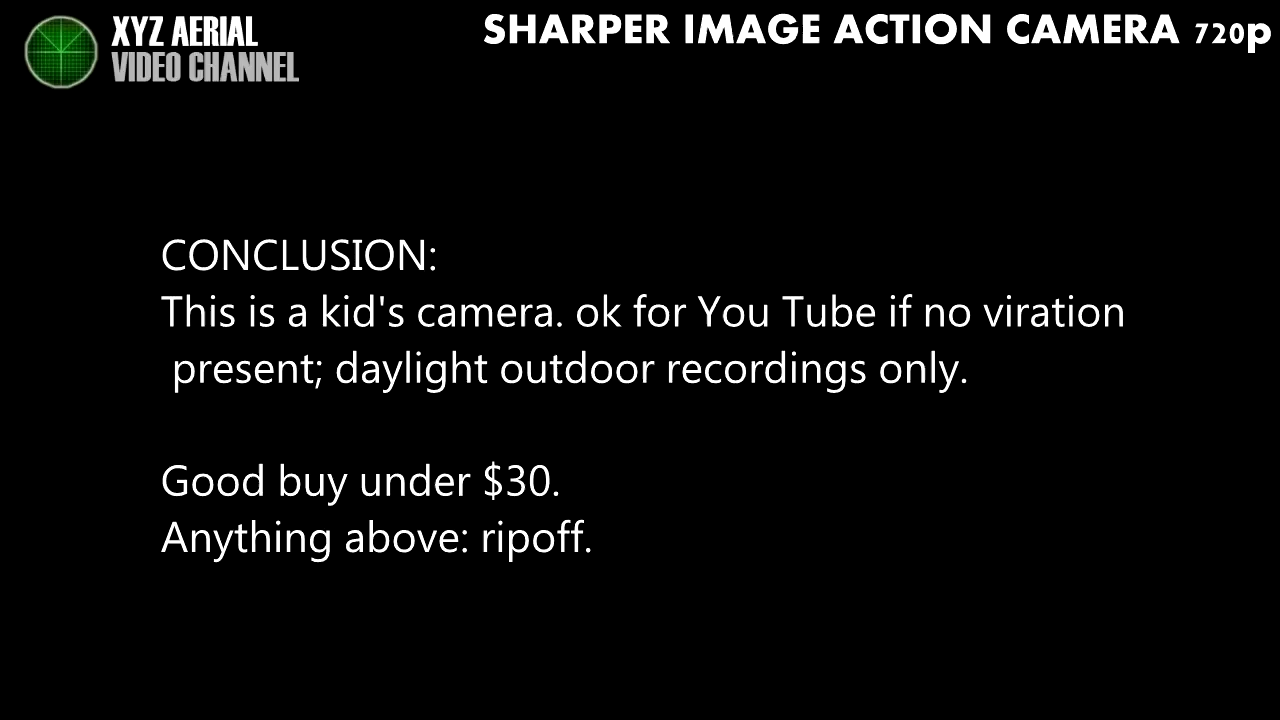 XYZ AERIAL
VIDEO CHANNEL
SHARPER IMAGE ACTION CAMERA 720p
CONCLUSION:
This is a kid's camera. ok for You Tube if no viration
present; daylight outdoor recordings only.
Good buy under $30.
Anything above: ripoff.